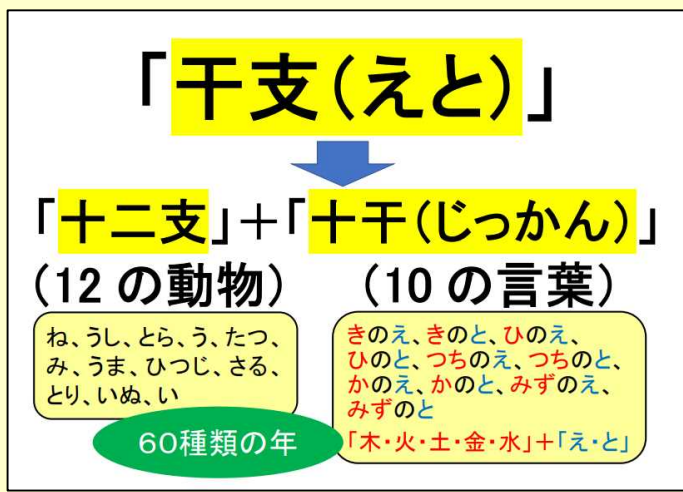 「干支(えと)」
「十二支」+「十干(じっかん)」
(12の動物) (10の言葉)
ね、うし、とら、う、たつ、
み、うま、ひつじ、さる、
とり、いぬ、い
きのえ、きのと、ひのえ、
ひのと、つちのえ、つちのと、
かのえ、かのと、みずのえ、
みずのと
「木・火・土・金・水」+「え・と」
60種類の年